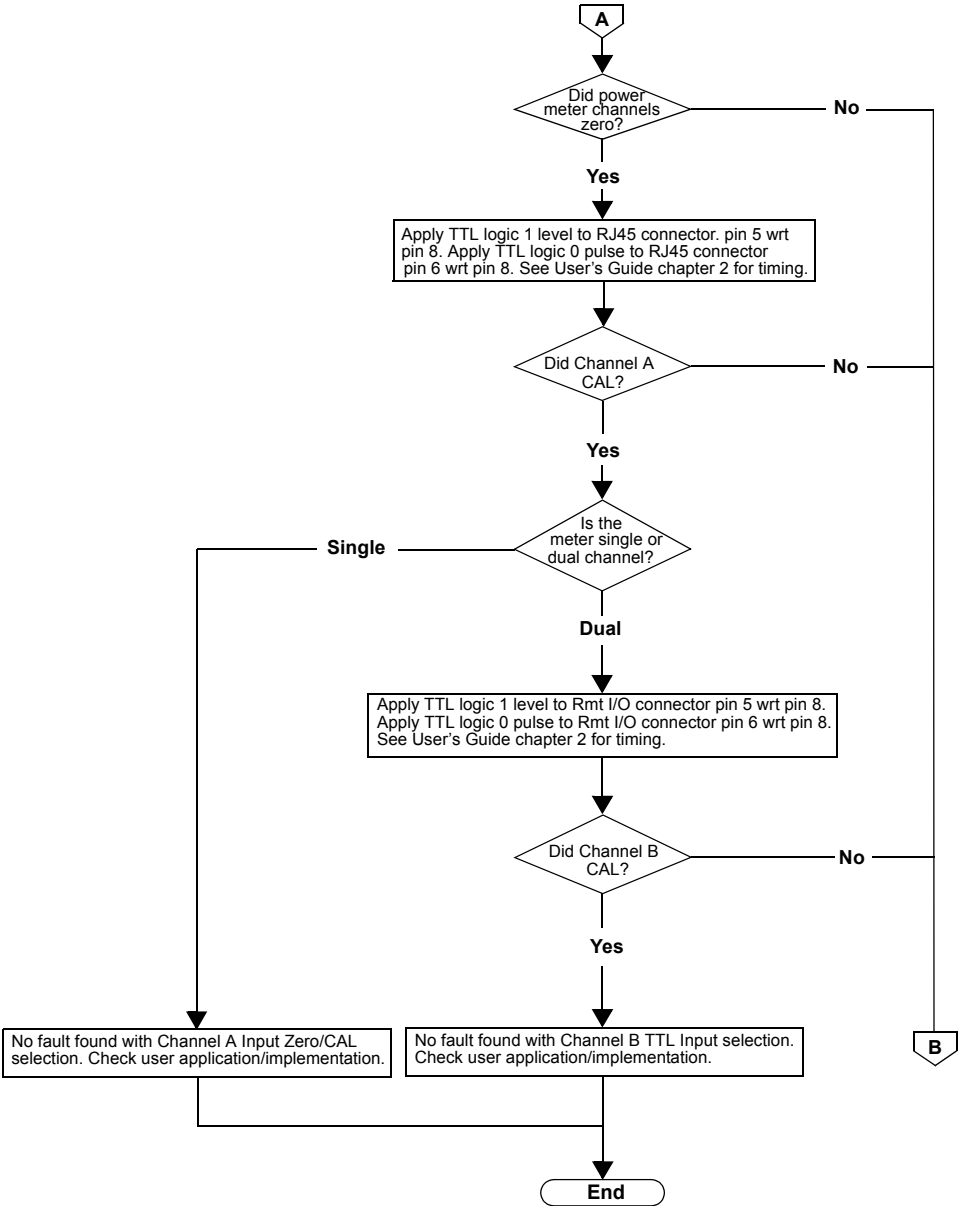 A
Did power
meter channels
zero?
No
Yes
Apply TTL logic 1 level to RJ45 connector. pin 5 wrt
pin 8. Apply TTL logic 0 pulse to RJ45 connector
pin 6 wrt pin 8. See User's Guide chapter 2 for timing.
Did Channel A
CAL?
No
Yes
Is the
meter single or
dual channel?
Single
Dual
Apply TTL logic 1 level to Rmt I/O connector pin 5 wrt pin 8.
Apply TTL logic 0 pulse to Rmt I/O connector pin 6 wrt pin 8.
See User's Guide chapter 2 for timing.
Did Channel B
CAL?
No
Yes
No fault found with Channel A Input Zero/CAL
selection. Check user application/implementation.
No fault found with Channel B TTL Input selection.
Check user application/implementation.
B
End